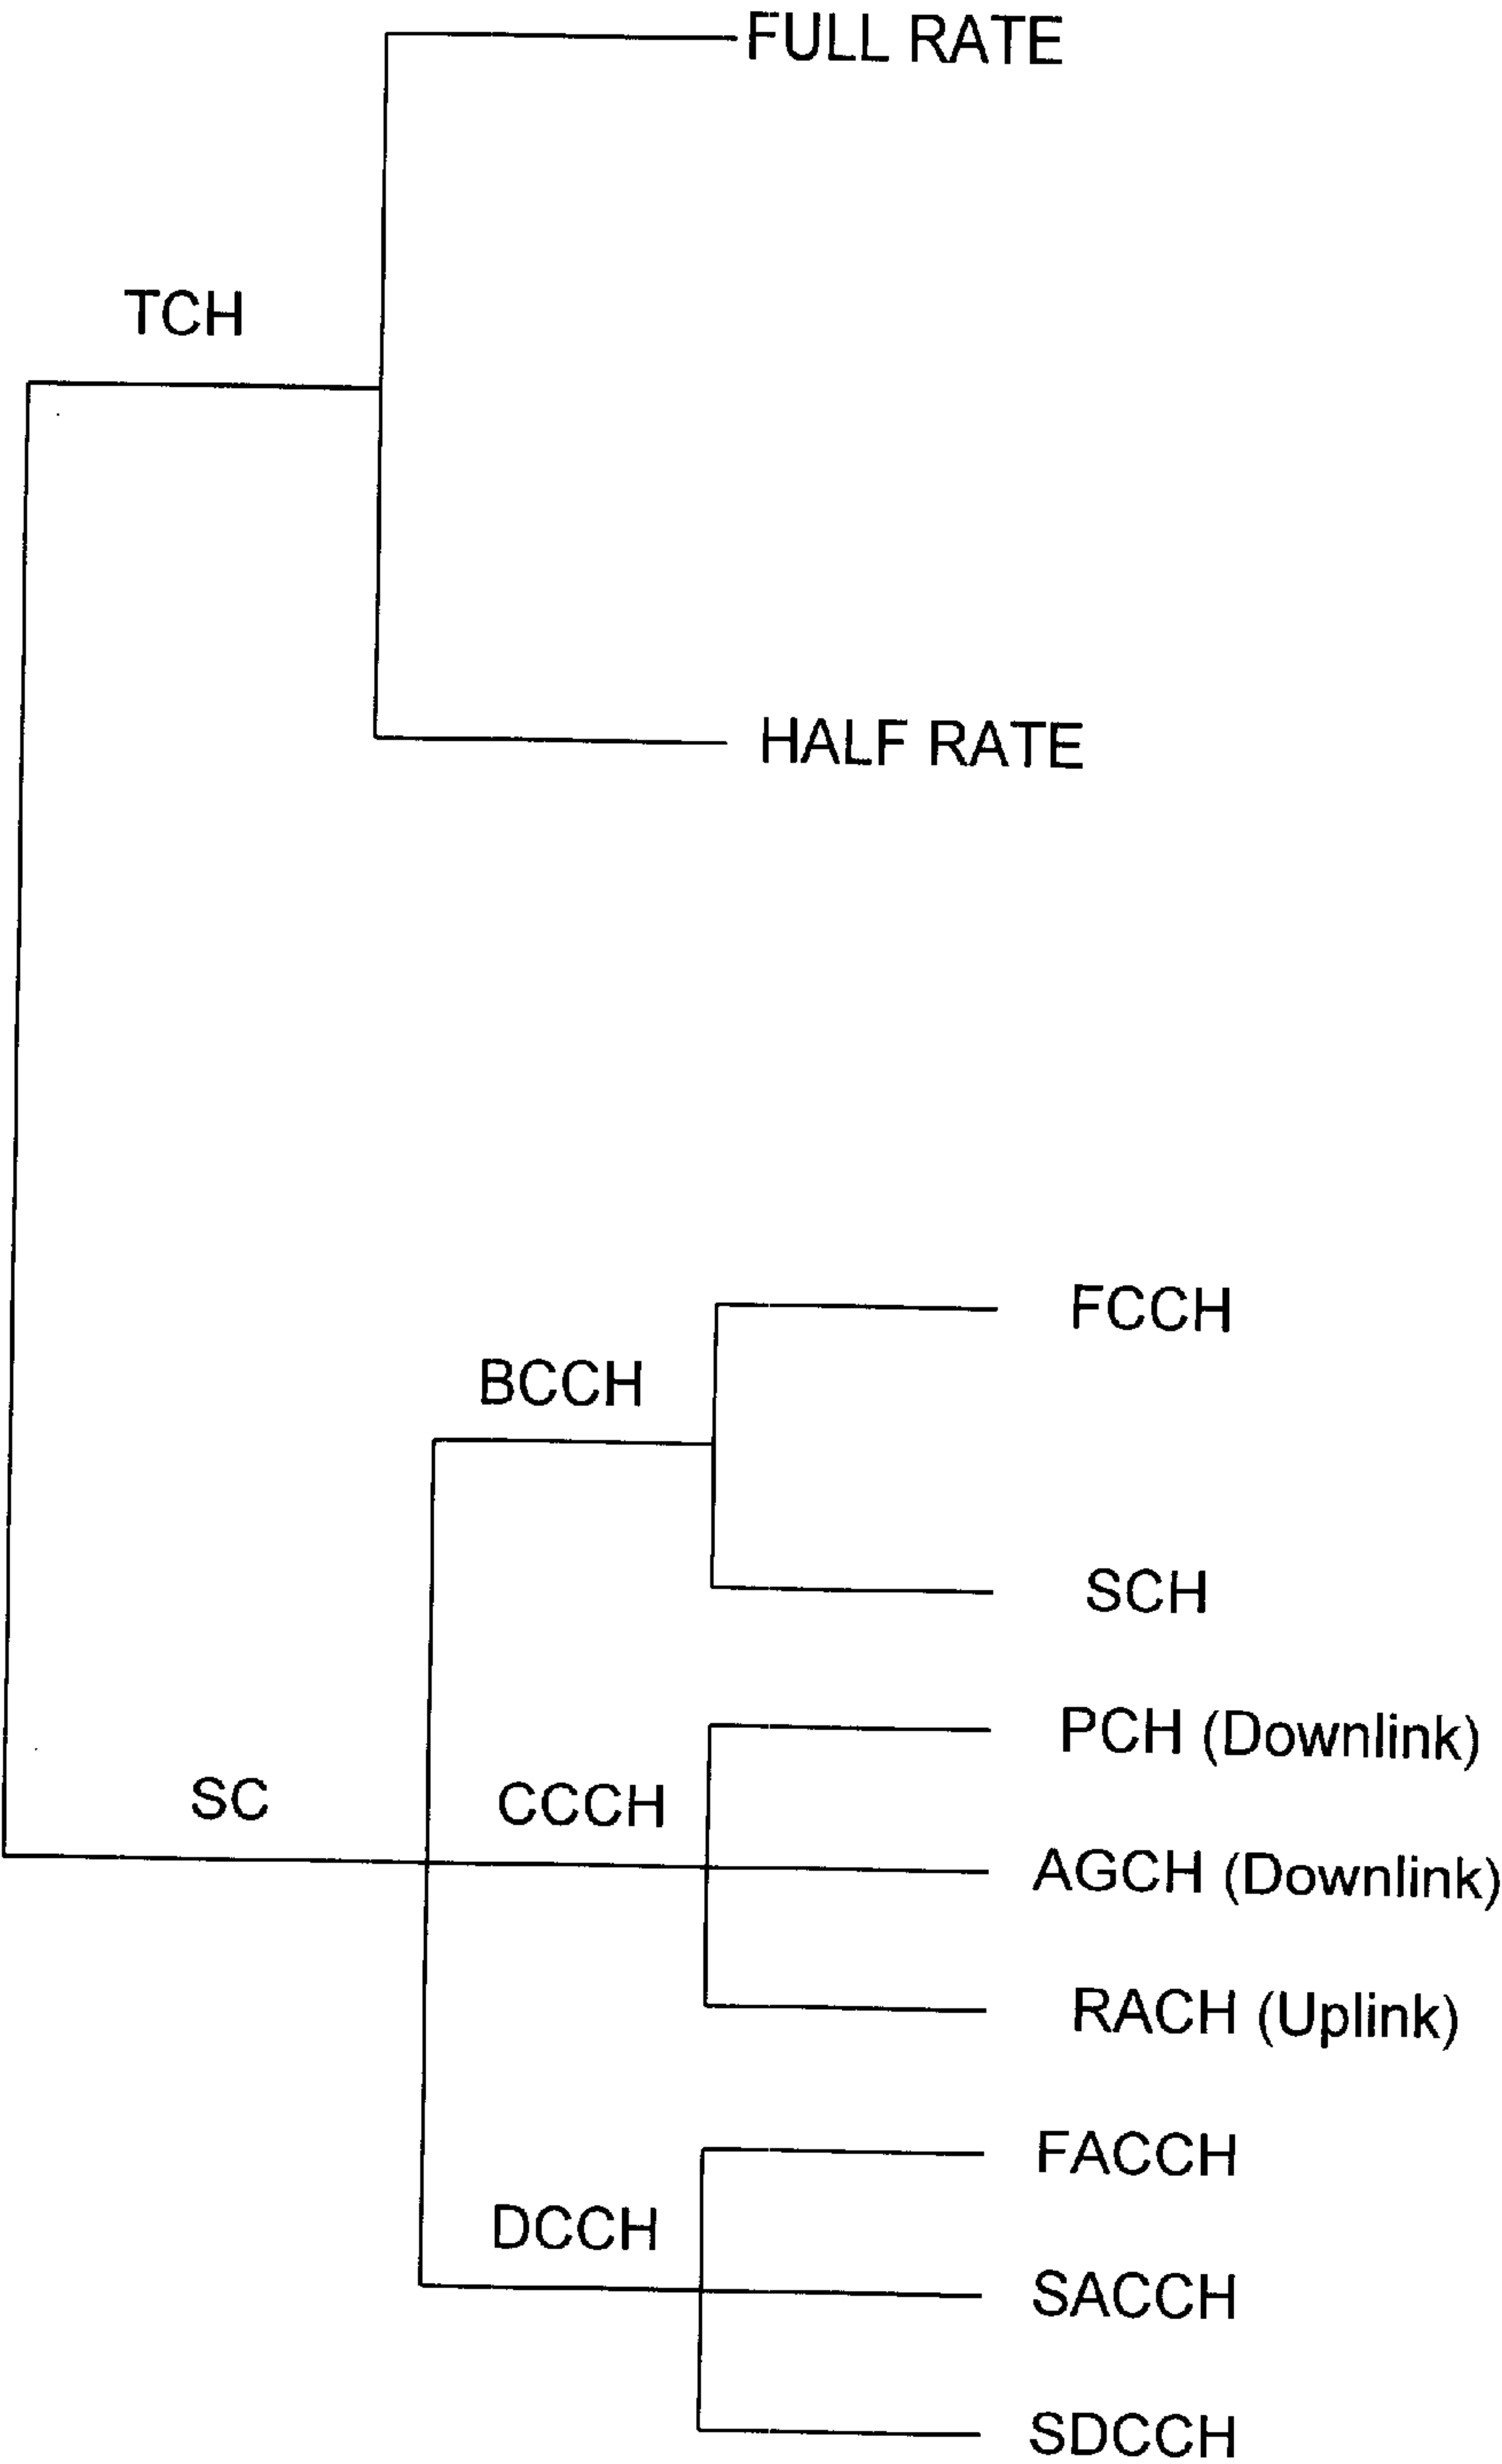 FULL RATE
TCH
HALF RATE
FCCH
BCCH
SCH
PCH (Downlink)
SC
CCCH
AGCH (Downlink)
RACH (Uplink)
FACCH
DCCH
SACCH
SDCCH